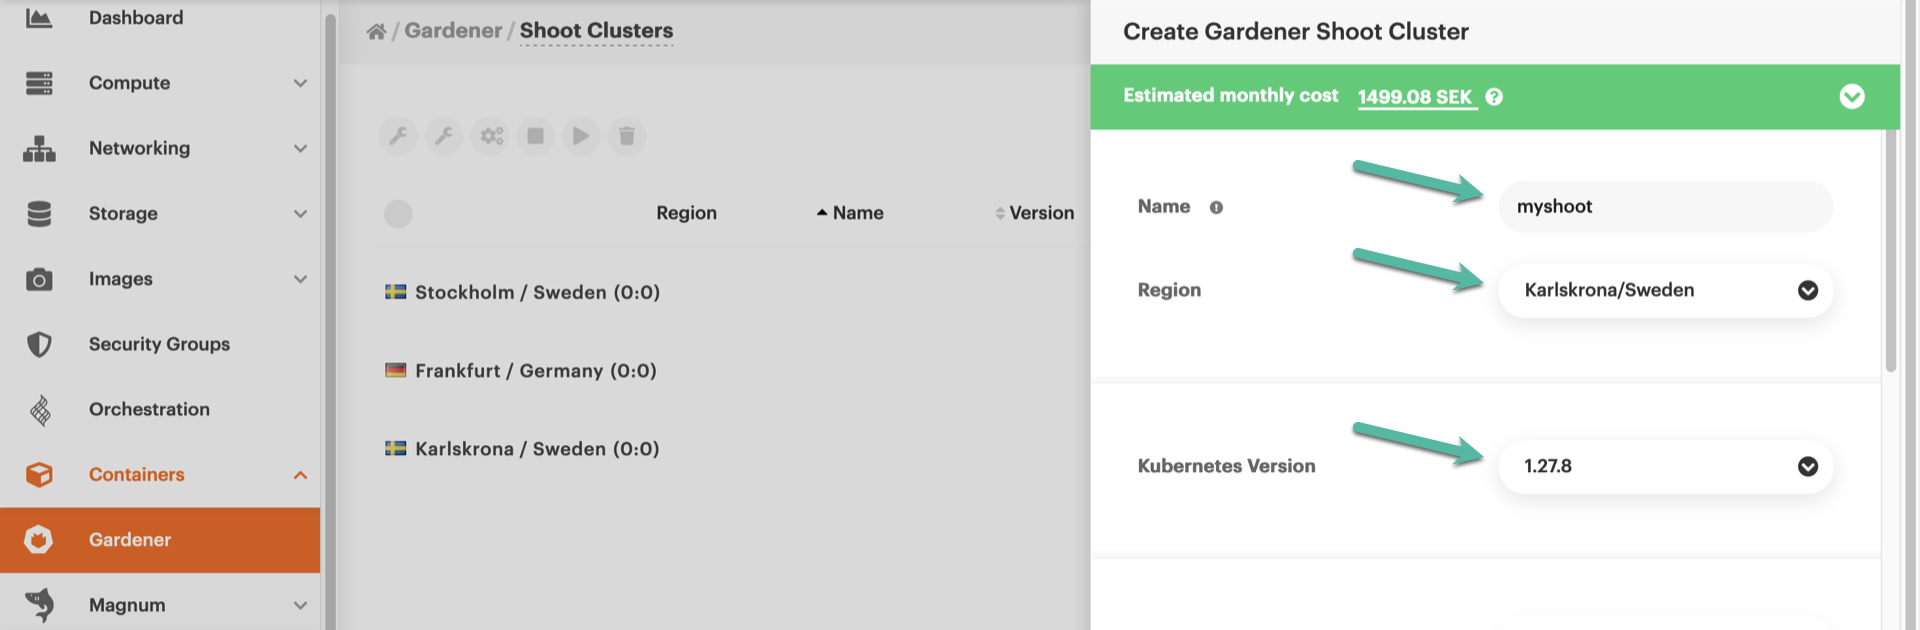 Dashboard
Compute
Networking
Storage
Images
Security Groups
Orchestration
Containers
Gardener
Magnum
/ Gardener / Shoot Clusters
Region Name Version
Stockholm / Sweden (0:0)
Frankfurt / Germany (0:0)
Karlskrona / Sweden (0:0)
Create Gardener Shoot Cluster
Estimated monthly cost 1499.08 SEK ?
Name ! myshoot
Region Karlskrona/Sweden
Kubernetes Version 1.27.8